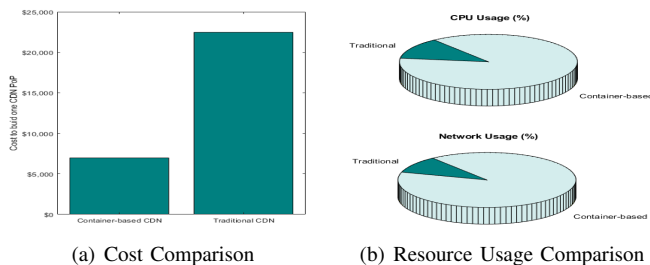 $25,000
$20,000
$15,000
$10,000
$5,000
$0
Cost to buid one CDN PoP
Container-based CDN
Traditional CDN
(a) Cost Comparison
CPU Usage (%)
Traditional
Container-based
Network Usage (%)
Traditional
Container-based
(b) Resource Usage Comparison